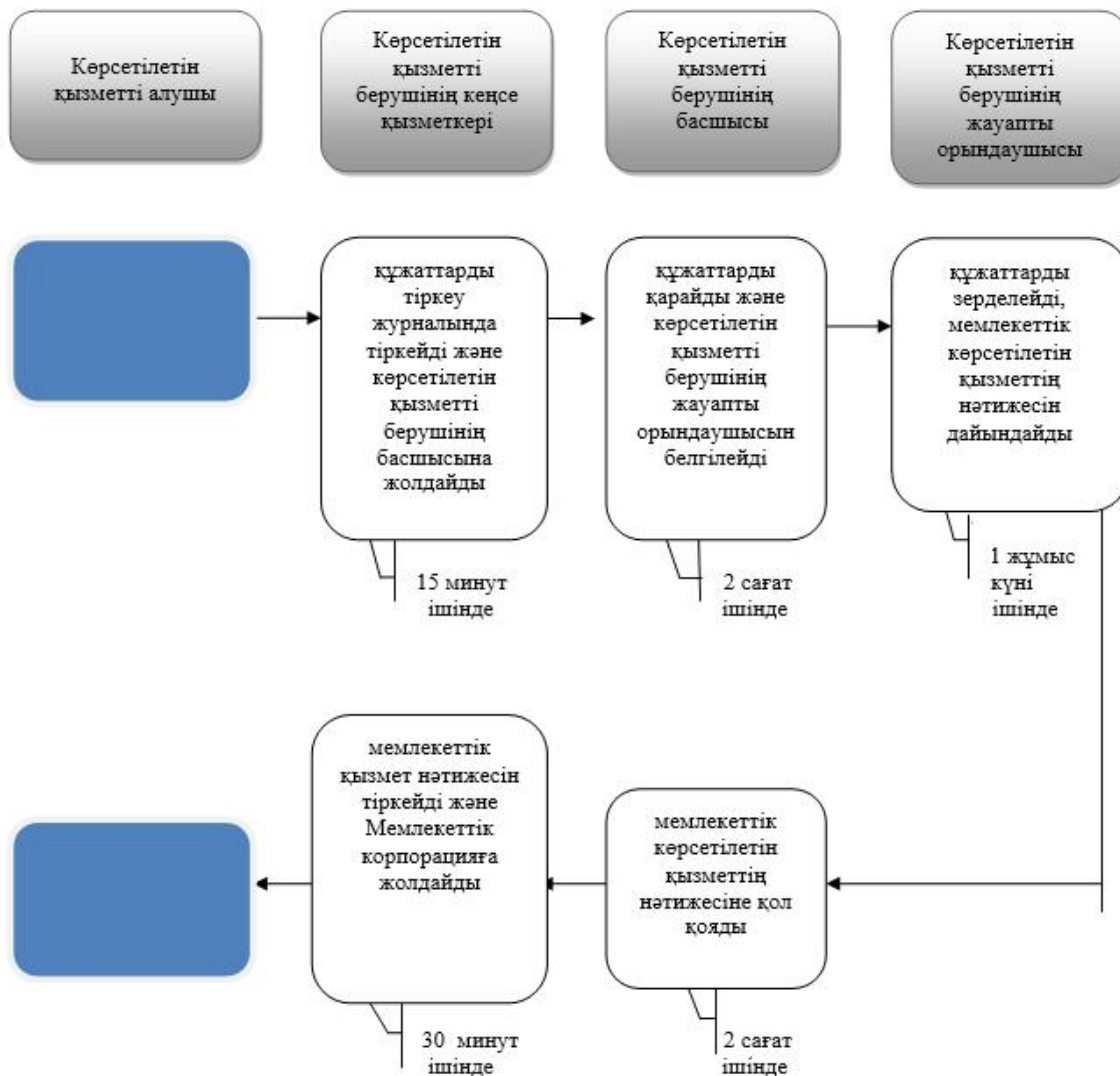 Көрсетілетін
қызметті алушы
Көрсетілетін
қызметті
берушінің кеңсе
қызметкері
Көрсетілетін
қызметті
берушінің
басшысы
Көрсетілетін
қызметті
берушінің
жауапты
орындаушысы
құжаттарды
тіркеу
журналында
тіркейді және
көрсетілетін
қызметті
берушінің
басшысына
жолдайды
құжаттарды
қарайды және
көрсетілетін
қызметті
берушінің
жауапты
орындаушысын
белгілейді
құжаттарды
зерделейді,
мемлекеттік
көрсетілетін
қызметтің
нәтижесін
дайындайды
15 минут
ішінде
2 сағат
ішінде
1 жұмыс
күні
ішінде
мемлекеттік
қызмет нәтижесін
тіркейді және
Мемлекеттік
корпорацияға
жолдайды
мемлекеттік
көрсетілетін
қызметтің
нәтижесіне қол
қояды
30 минут
ішінде
2 сағат
ішінде